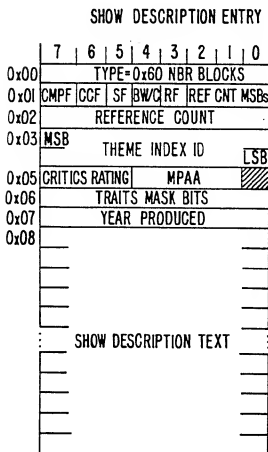 SHOW DESCRIPTION ENTRY
7 6 5 4 3 2 1 0
0x00 TYPE=0x60 NBR BLOCKS
0x01 CMPF CCF SF BW/C RF REF CNT MSBs
0x02 REFERENCE COUNT
0x03 MSB
THEME INDEX ID
LSB
0x05 CRITICS RATING MPAA
0x06 TRAITS MASK BITS
0x07 YEAR PRODUCED
0x08
SHOW DESCRIPTION TEXT